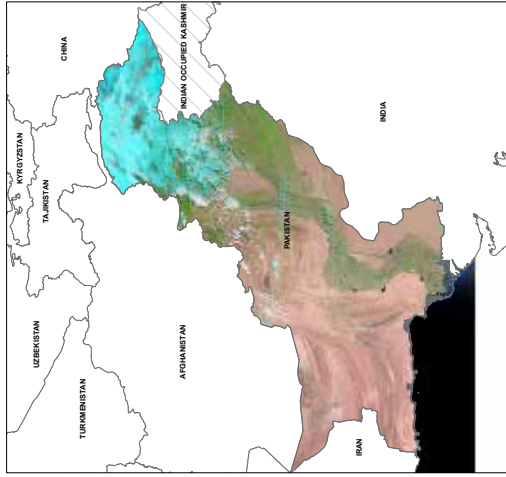 CHINA
KYRGYZSTAN
TAJIKISTAN
UZBEKISTAN
TURKMENISTAN
AFGHANISTAN
INDIAN OCCUPIED KASHMIR
INDIA
PAKISTAN
IRAN